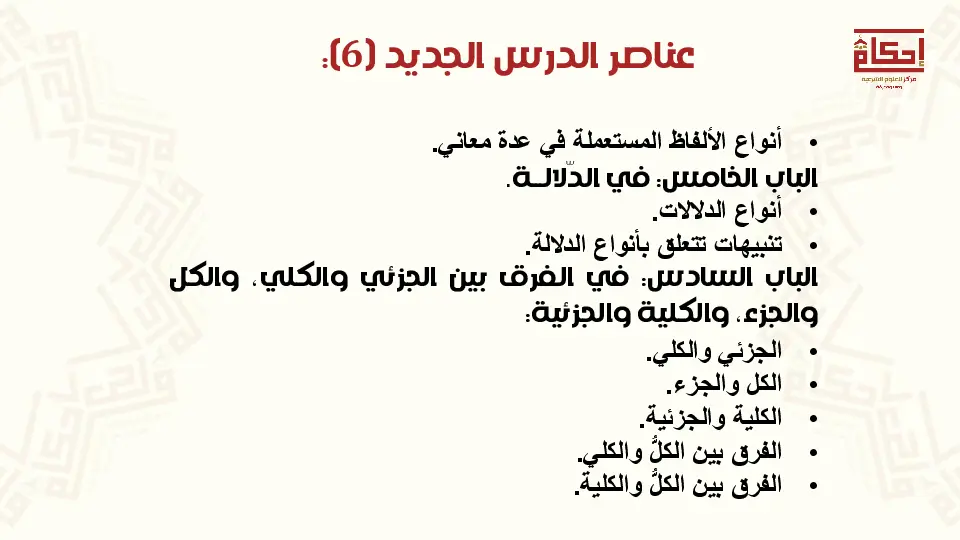 عناصر الدرس الجديد (6):
إحكام
مركز للعلوم الشرعية
• أنواع الألفاظ المستعملة في عدة معاني.
الباب الخامس: في الدّلالــة.
• أنواع الدلالات.
• تنبيهات تتعلق بأنواع الدلالة.
الباب السادس: في الفرق بين الجزئي والكلي، والكل
والجزء، والكلية والجزئية:
• الجزئي والكلي.
• الكل والجزء.
• الكلية والجزئية.
• الفرق بين الكلُّ والكلي.
• الفرق بين الكلُّ والكلية.